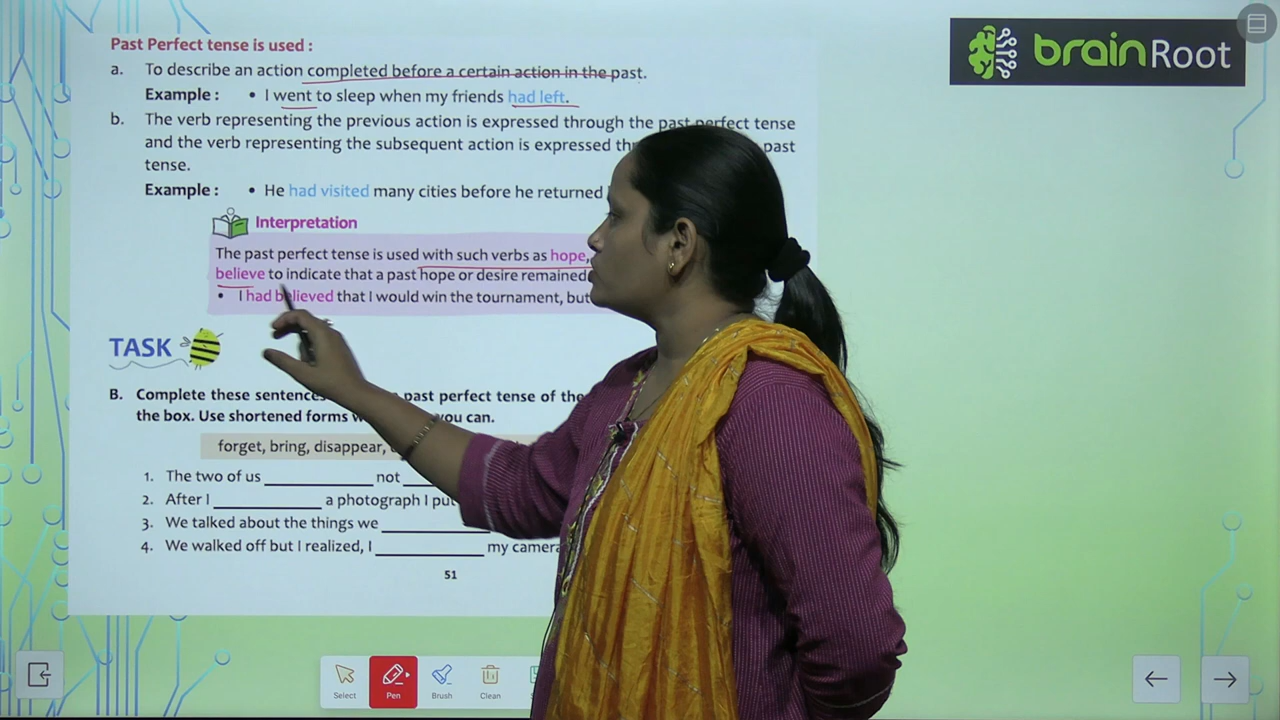 Past Perfect tense is used :
brainRoot
a. To describe an action completed before a certain action in the past.
Example : • I went to sleep when my friends had left.
b. The verb representing the previous action is expressed through the past perfect tense
and the verb representing the subsequent action is expressed past
tense.
Example : • He had visited many cities before he returned
Interpretation
The past perfect tense is used with such verbs as hope,
believe to indicate that a past hope or desire remained
• I had believed that I would win the tournament, but
TASK
B. Complete these sentences past perfect tense of the
the box. Use shortened forms you can.
forget, bring, disappear,
1. The two of us __________ not
2. After I __________ a photograph I put
3. We talked about the things we __________
4. We walked off but I realized, I __________ my camera
51
Select Pen Brush Clean